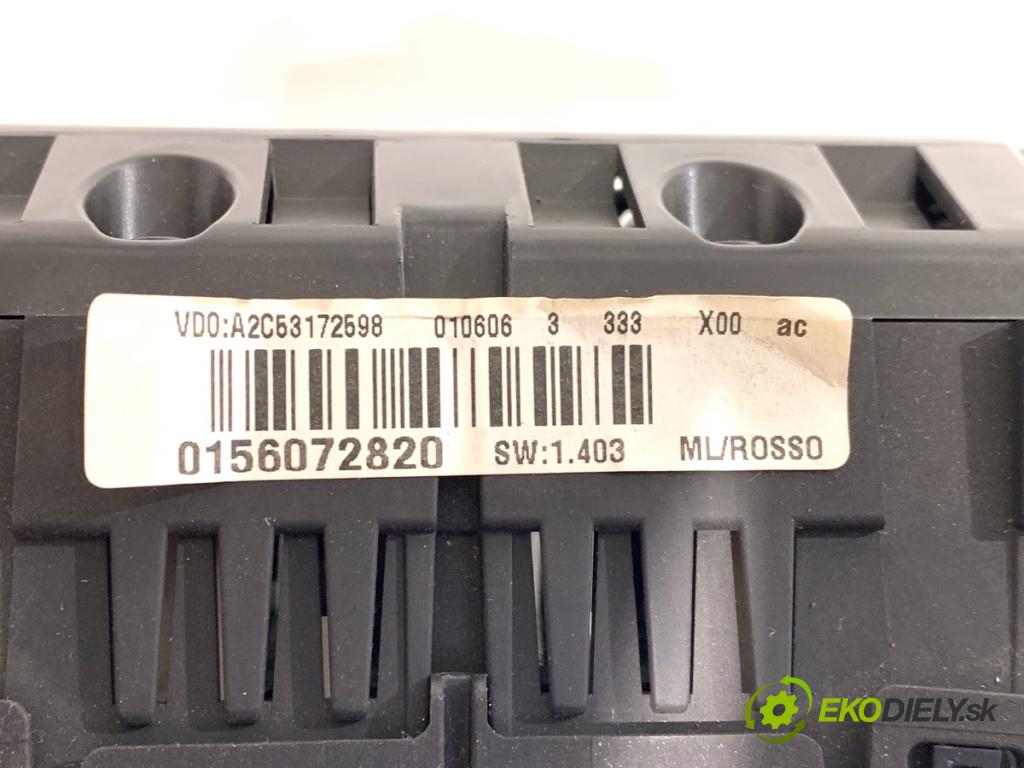 VDO:A2C53172598 010606 3 333 X00 ac
0156072820 SW:1.403 ML/ROSSO
EKODIELY.sk